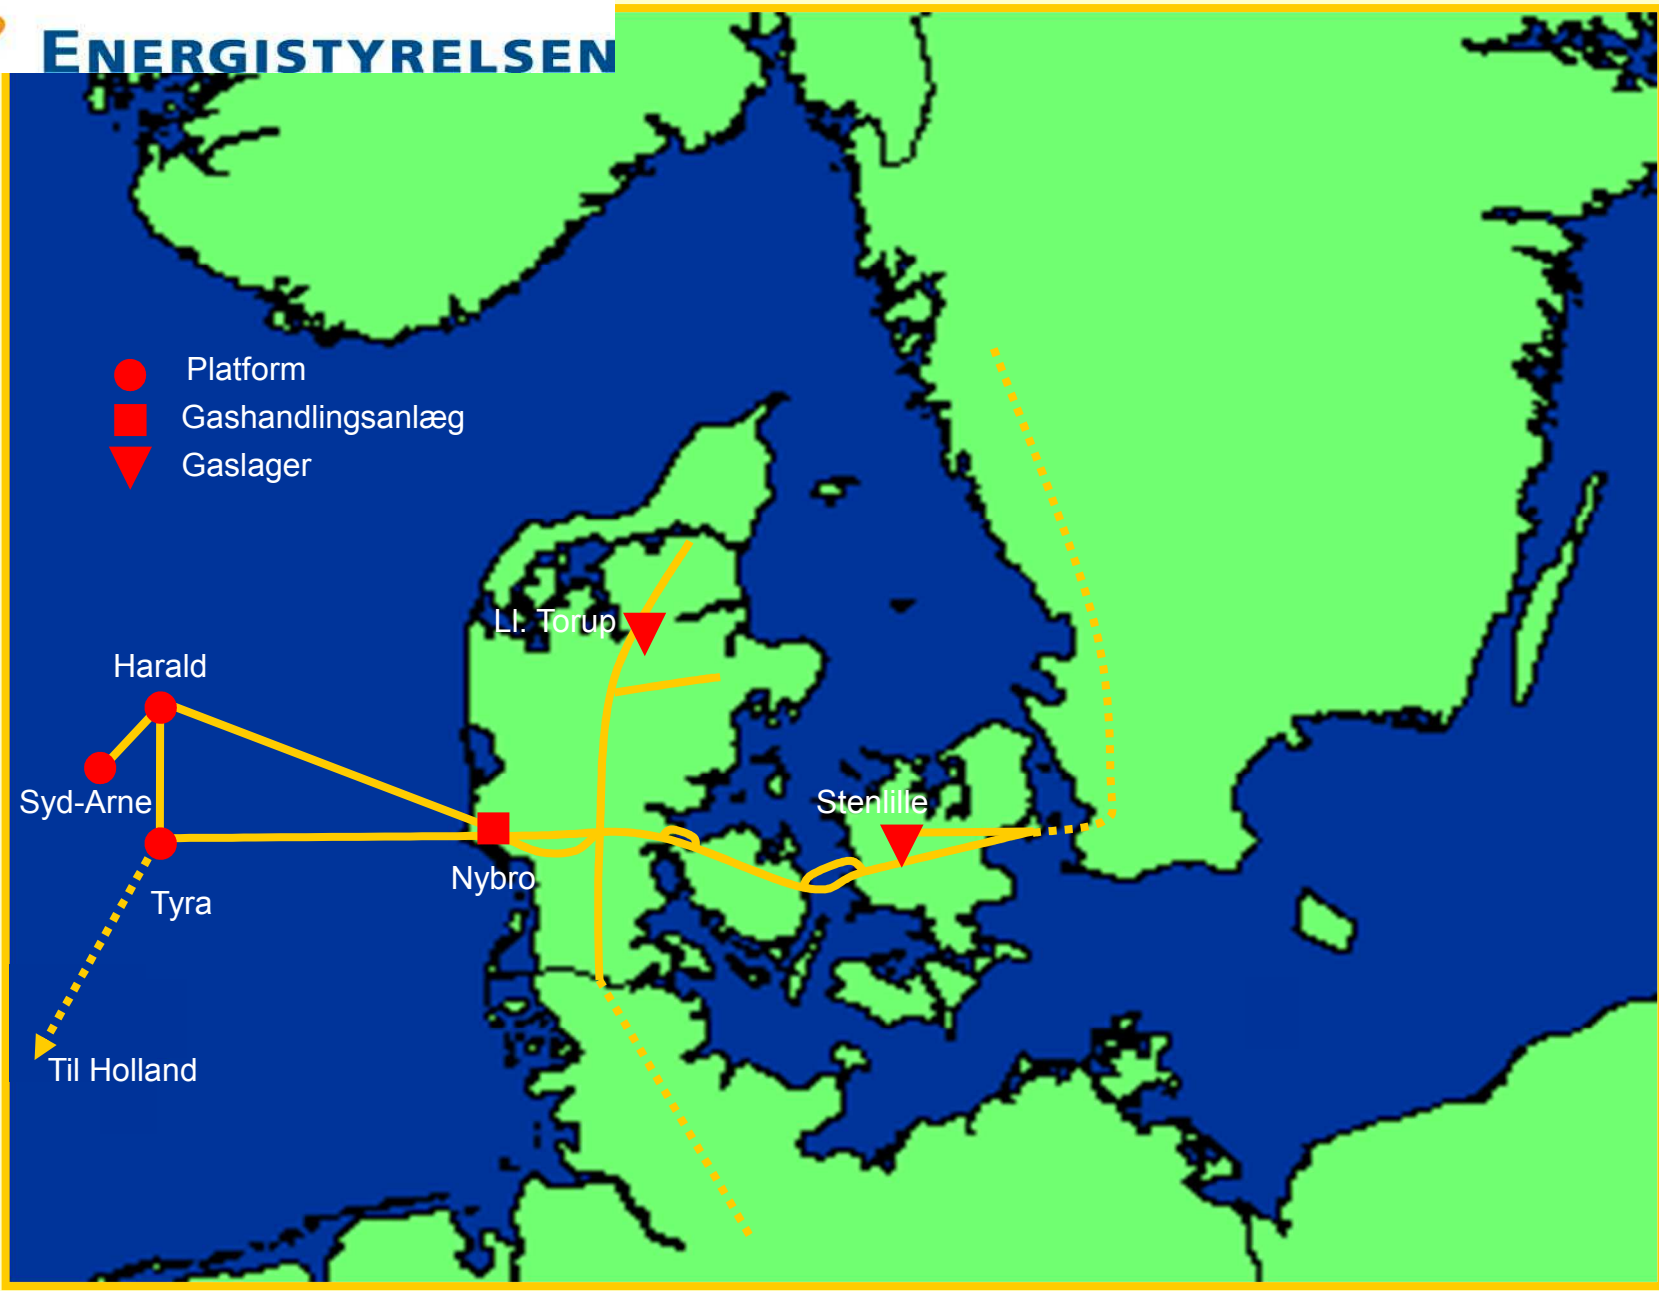 ENERGISTYRELSEN
Platform
Gashandlingsanlæg
Gaslager
Ll. Torup
Harald
Syd-Arne
Stenlille
Nybro
Tyra
Til Holland